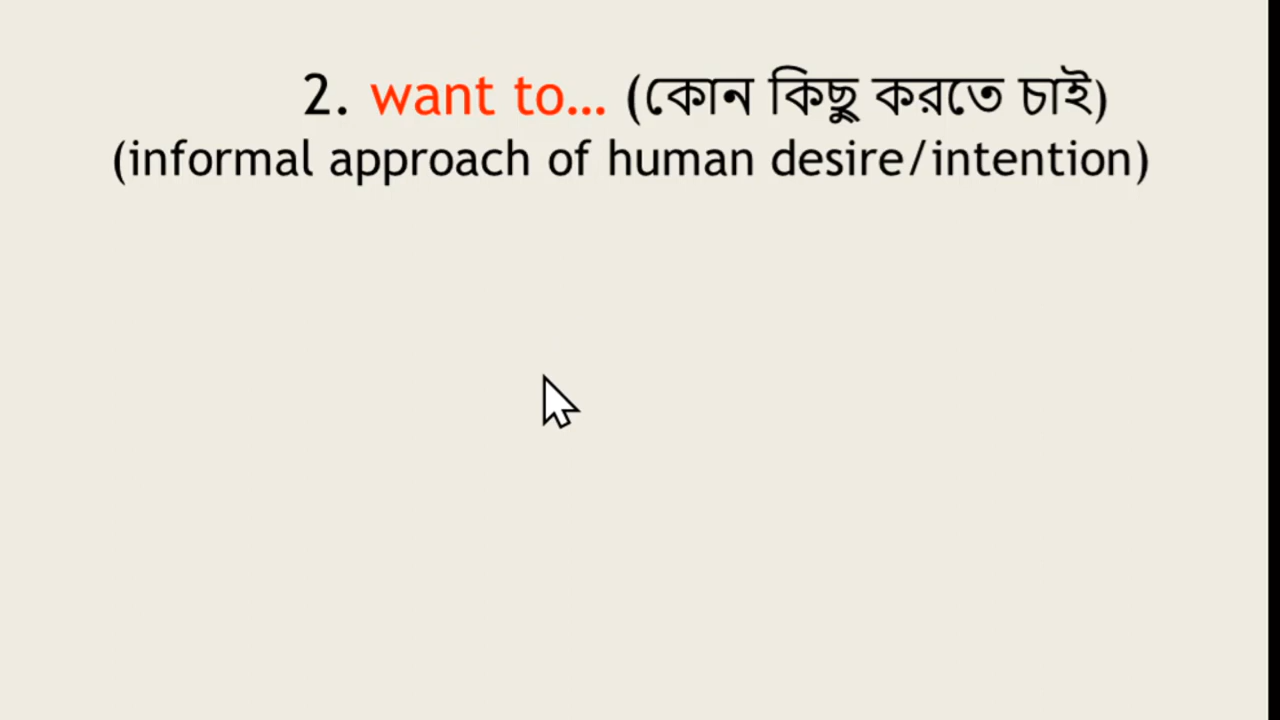 2. want to... (কোন কিছু করতে চাই)
(informal approach of human desire/intention)